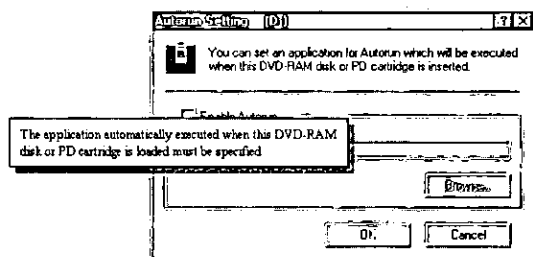 Autorun Setting (D:)
You can set an application for Autorun which will be executed
when this DVD-RAM disk or PD cartridge is inserted.
Enable Autorun
The application automatically executed when this DVD-RAM
disk or PD cartridge is loaded must be specified
Browse...
OK
Cancel